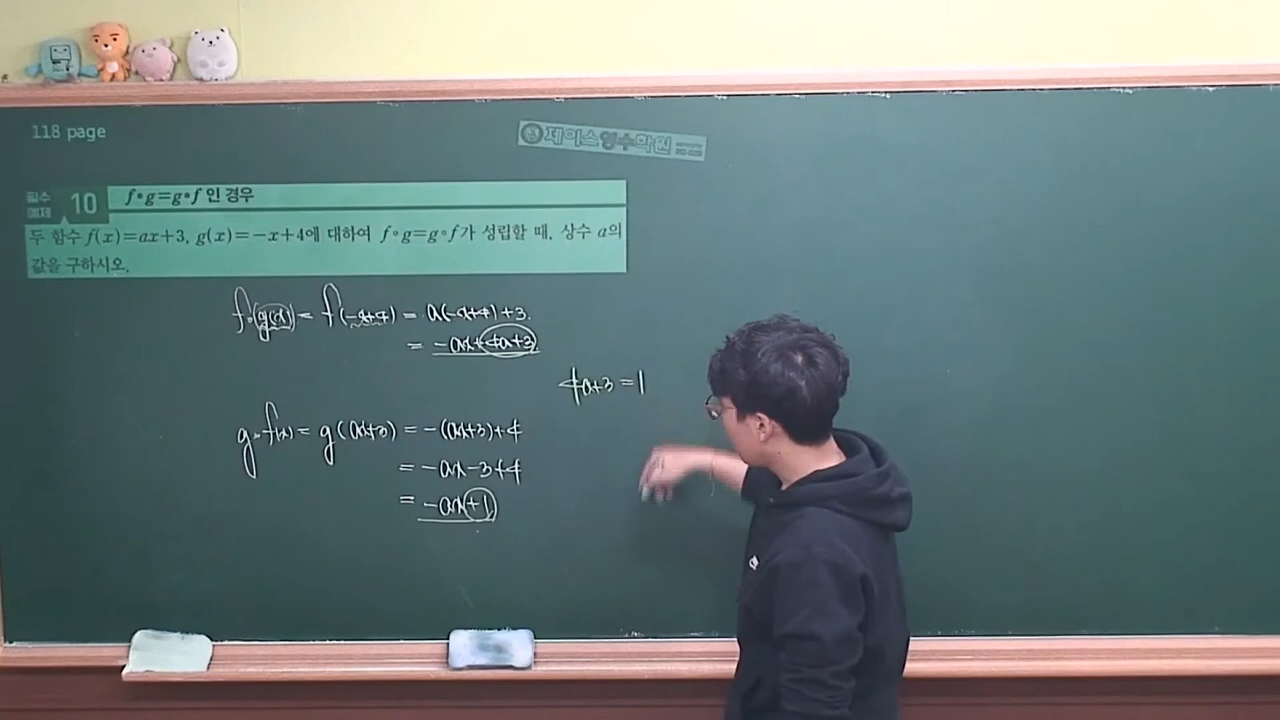 118 page
제이스영수학원
필수 예제 10 f∘g=g∘f인 경우
두 함수 f(x)=ax+3, g(x)=-x+4에 대하여 f∘g=g∘f가 성립할 때, 상수 a의
값을 구하시오.
f∘(g(x)) = f(-x+4) = a(-x+4)+3.
= -ax+4a+3
4a+3=1
g∘f(x) = g(ax+3) = -(ax+3)+4
= -ax-3+4
= -ax+1